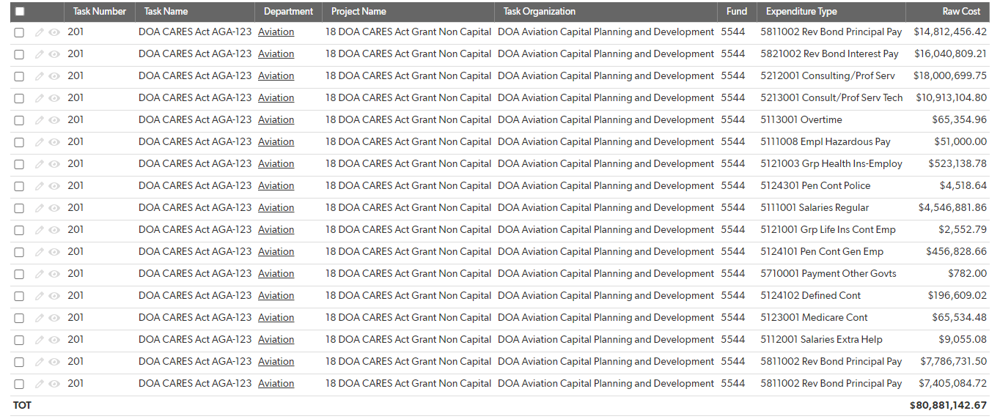 Task Number Task Name Department Project Name Task Organization Fund Expenditure Type Raw Cost
201 DOA CARES Act AGA-123 Aviation 18 DOA CARES Act Grant Non Capital DOA Aviation Capital Planning and Development 5544 5811002 Rev Bond Principal Pay $14,812,456.42
201 DOA CARES Act AGA-123 Aviation 18 DOA CARES Act Grant Non Capital DOA Aviation Capital Planning and Development 5544 5821002 Rev Bond Interest Pay $16,040,809.21
201 DOA CARES Act AGA-123 Aviation 18 DOA CARES Act Grant Non Capital DOA Aviation Capital Planning and Development 5544 5212001 Consulting/Prof Serv $18,000,699.75
201 DOA CARES Act AGA-123 Aviation 18 DOA CARES Act Grant Non Capital DOA Aviation Capital Planning and Development 5544 5213001 Consult/Prof Serv Tech $10,913,104.80
201 DOA CARES Act AGA-123 Aviation 18 DOA CARES Act Grant Non Capital DOA Aviation Capital Planning and Development 5544 5113001 Overtime $65,354.96
201 DOA CARES Act AGA-123 Aviation 18 DOA CARES Act Grant Non Capital DOA Aviation Capital Planning and Development 5544 5111008 Empl Hazardous Pay $51,000.00
201 DOA CARES Act AGA-123 Aviation 18 DOA CARES Act Grant Non Capital DOA Aviation Capital Planning and Development 5544 5121003 Grp Health Ins-Employ $523,138.78
201 DOA CARES Act AGA-123 Aviation 18 DOA CARES Act Grant Non Capital DOA Aviation Capital Planning and Development 5544 5124301 Pen Cont Police $4,518.64
201 DOA CARES Act AGA-123 Aviation 18 DOA CARES Act Grant Non Capital DOA Aviation Capital Planning and Development 5544 5111001 Salaries Regular $4,546,881.86
201 DOA CARES Act AGA-123 Aviation 18 DOA CARES Act Grant Non Capital DOA Aviation Capital Planning and Development 5544 5121001 Grp Life Ins Cont Emp $2,552.79
201 DOA CARES Act AGA-123 Aviation 18 DOA CARES Act Grant Non Capital DOA Aviation Capital Planning and Development 5544 5124101 Pen Cont Gen Emp $456,828.66
201 DOA CARES Act AGA-123 Aviation 18 DOA CARES Act Grant Non Capital DOA Aviation Capital Planning and Development 5544 5710001 Payment Other Govts $782.00
201 DOA CARES Act AGA-123 Aviation 18 DOA CARES Act Grant Non Capital DOA Aviation Capital Planning and Development 5544 5124102 Defined Cont $196,609.02
201 DOA CARES Act AGA-123 Aviation 18 DOA CARES Act Grant Non Capital DOA Aviation Capital Planning and Development 5544 5123001 Medicare Cont $65,534.48
201 DOA CARES Act AGA-123 Aviation 18 DOA CARES Act Grant Non Capital DOA Aviation Capital Planning and Development 5544 5112001 Salaries Extra Help $9,055.08
201 DOA CARES Act AGA-123 Aviation 18 DOA CARES Act Grant Non Capital DOA Aviation Capital Planning and Development 5544 5811002 Rev Bond Principal Pay $7,786,731.50
201 DOA CARES Act AGA-123 Aviation 18 DOA CARES Act Grant Non Capital DOA Aviation Capital Planning and Development 5544 5811002 Rev Bond Principal Pay $7,405,084.72
TOT $80,881,142.67